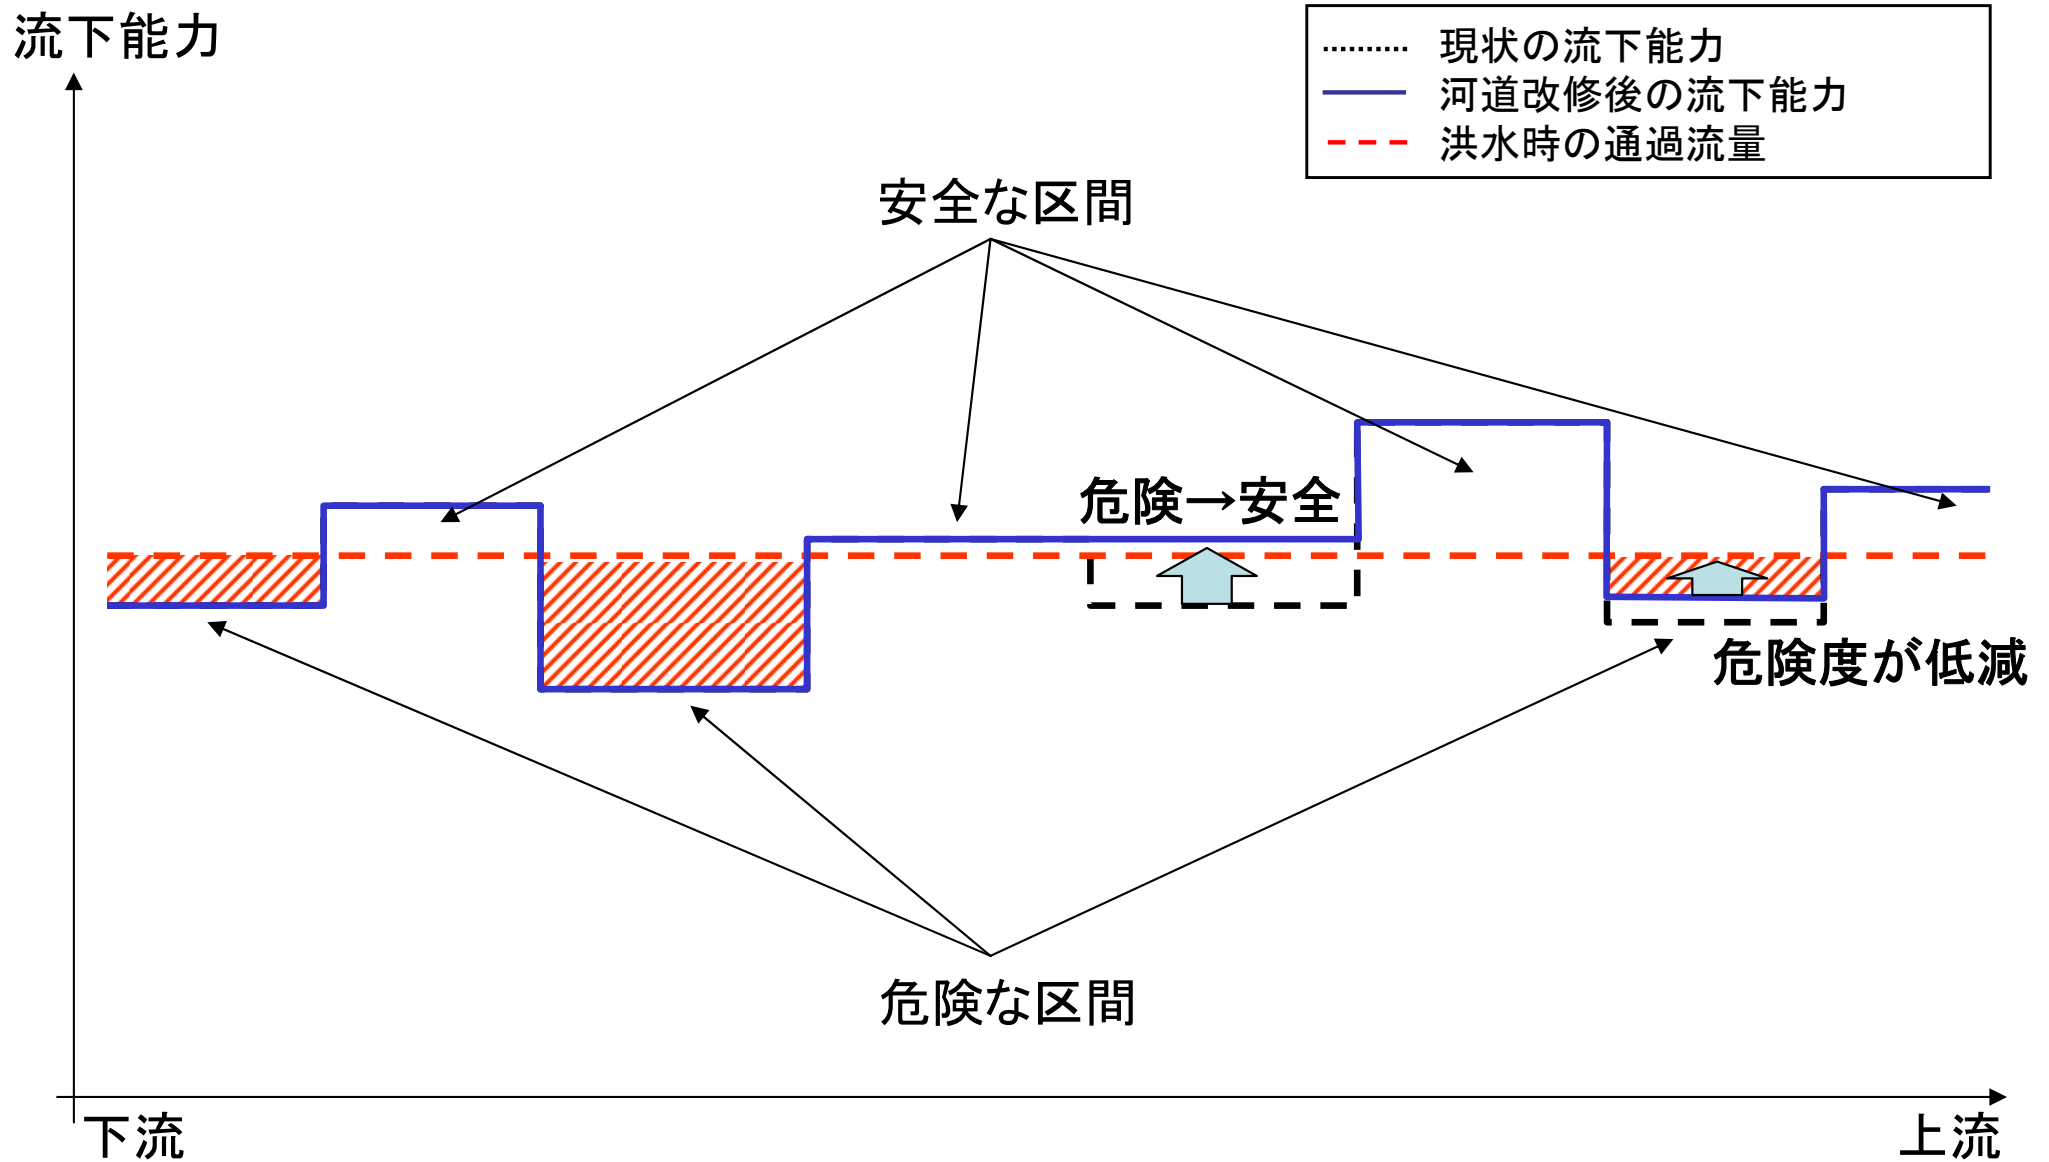 流下能力
現状の流下能力
河道改修後の流下能力
洪水時の通過流量
安全な区間
危険→安全
危険度が低減
危険な区間
下流
上流